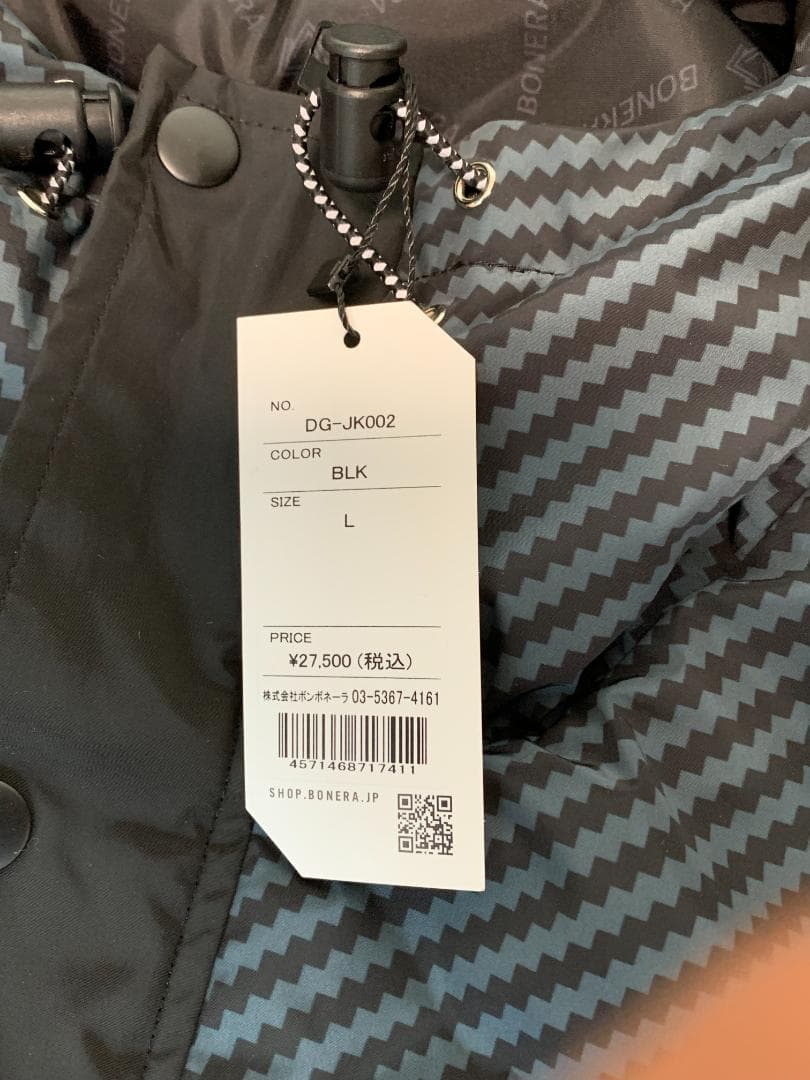 BONERA
BONERA
NO.
DG-JK002
COLOR
BLK
SIZE
L
PRICE
¥27,500(税込)
株式会社ボンボネーラ 03-5367-4161
4571468717411
SHOP.BONERA.JP